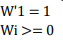 W'1 = 1
Wi >= 0